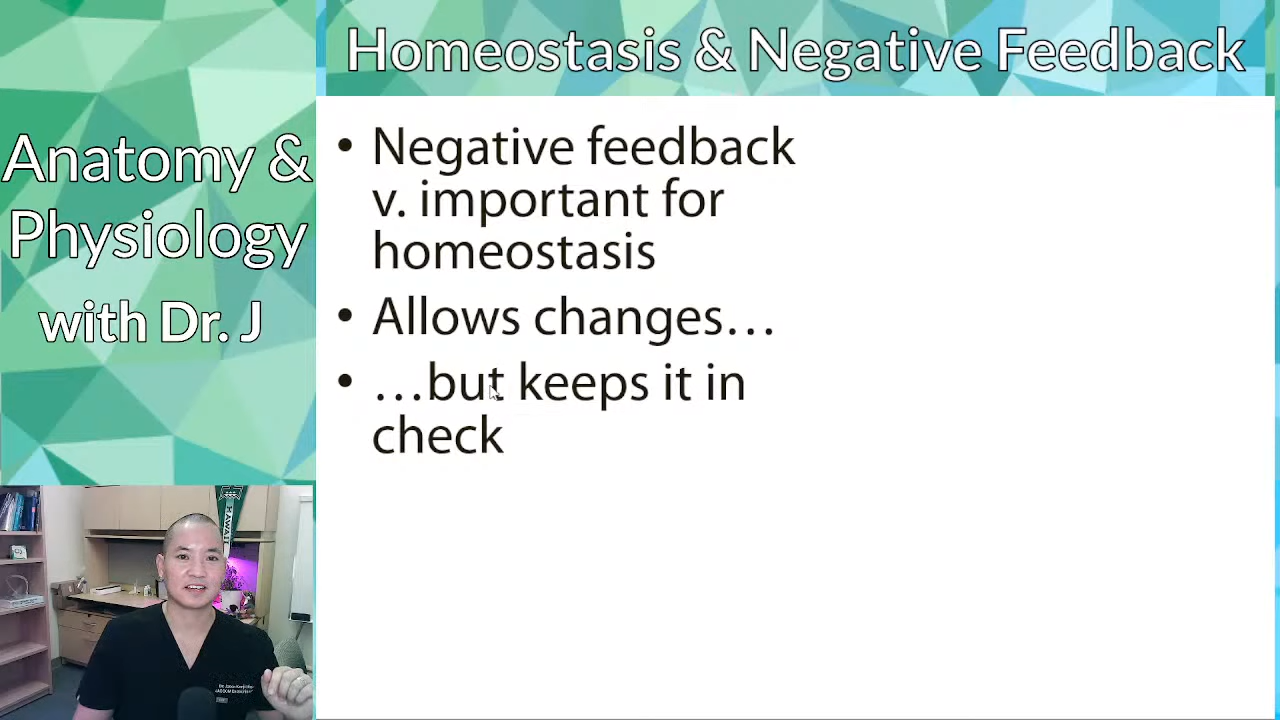 Homeostasis & Negative Feedback
Anatomy &
Physiology
with Dr. J
• Negative feedback
v. important for
homeostasis
• Allows changes…
• …but keeps it in
check
HAWAII